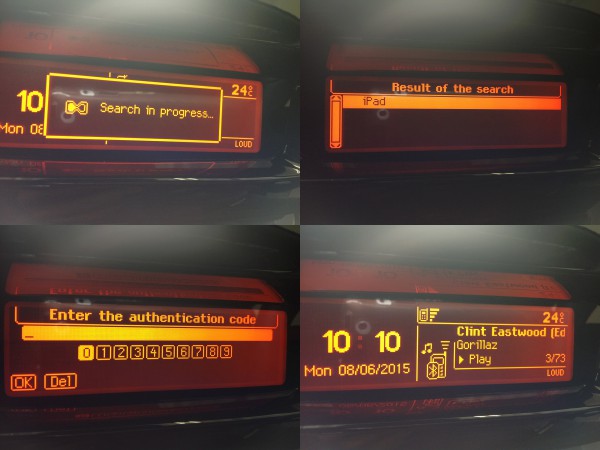 Search in progress...
10
24°C
Mon 08
LOUD
Result of the search
iPad
Enter the authentication code
_
0 1 2 3 4 5 6 7 8 9
OK Del
24°C
10 : 10
Clint Eastwood (Ed
Gorillaz
Play 3/73
Mon 08/06/2015
LOUD